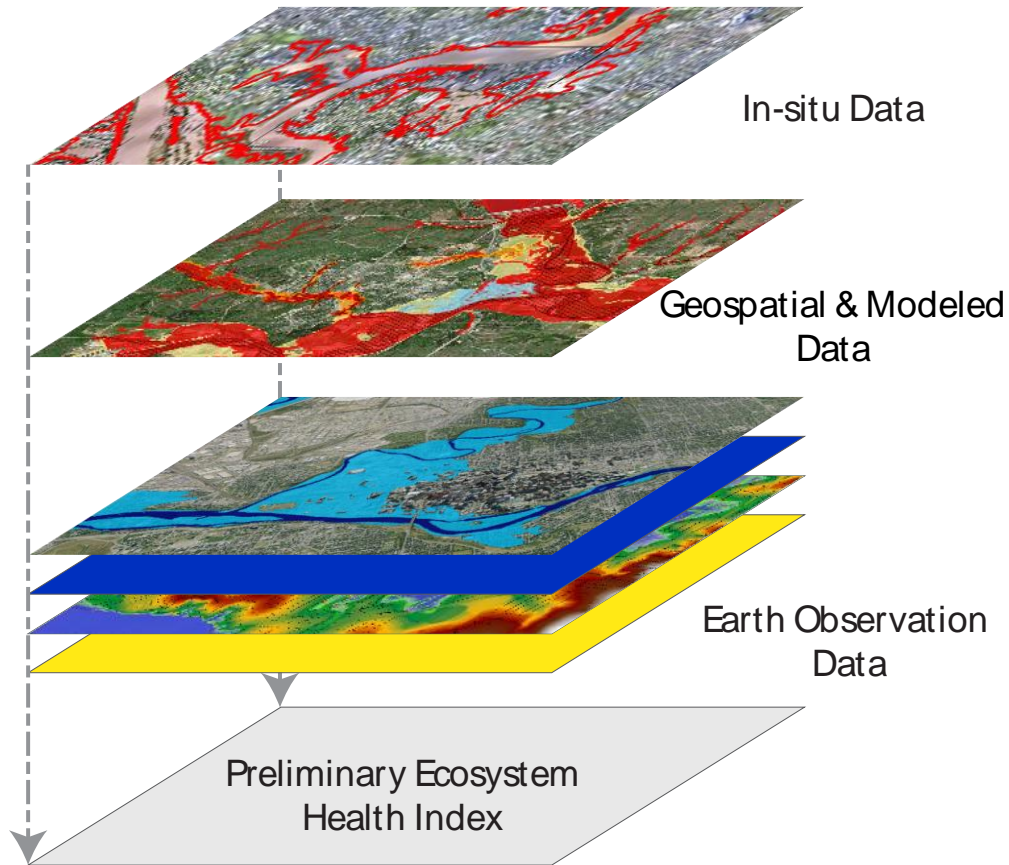 In-situ Data
Geospatial & Modeled
Data
Earth Observation
Data
Preliminary Ecosystem
Health Index